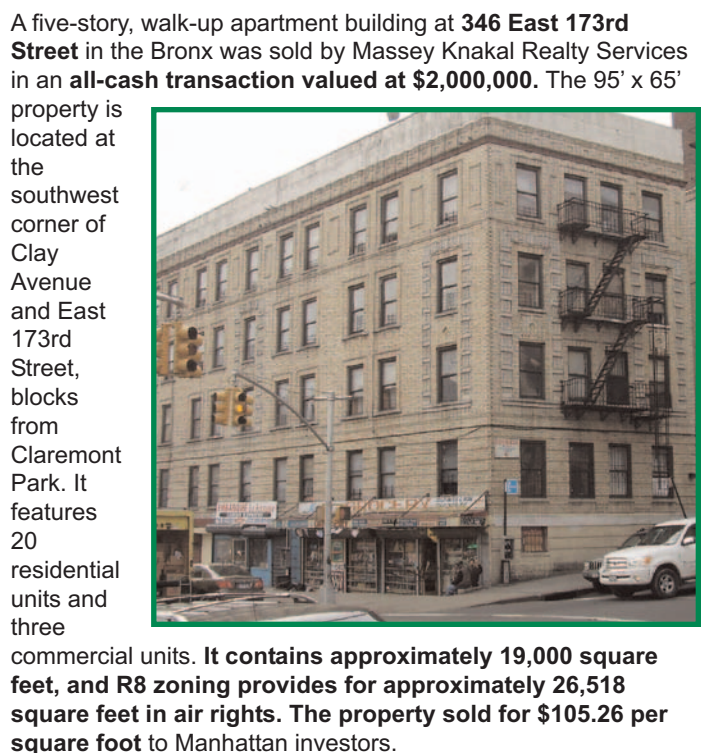 A five-story, walk-up apartment building at 346 East 173rd
Street in the Bronx was sold by Massey Knakal Realty Services
in an all-cash transaction valued at $2,000,000. The 95’ x 65’
property is
located at
the
southwest
corner of
Clay
Avenue
and East
173rd
Street,
blocks
from
Claremont
Park. It
features
20
residential
units and
three
commercial units. It contains approximately 19,000 square
feet, and R8 zoning provides for approximately 26,518
square feet in air rights. The property sold for $105.26 per
square foot to Manhattan investors.